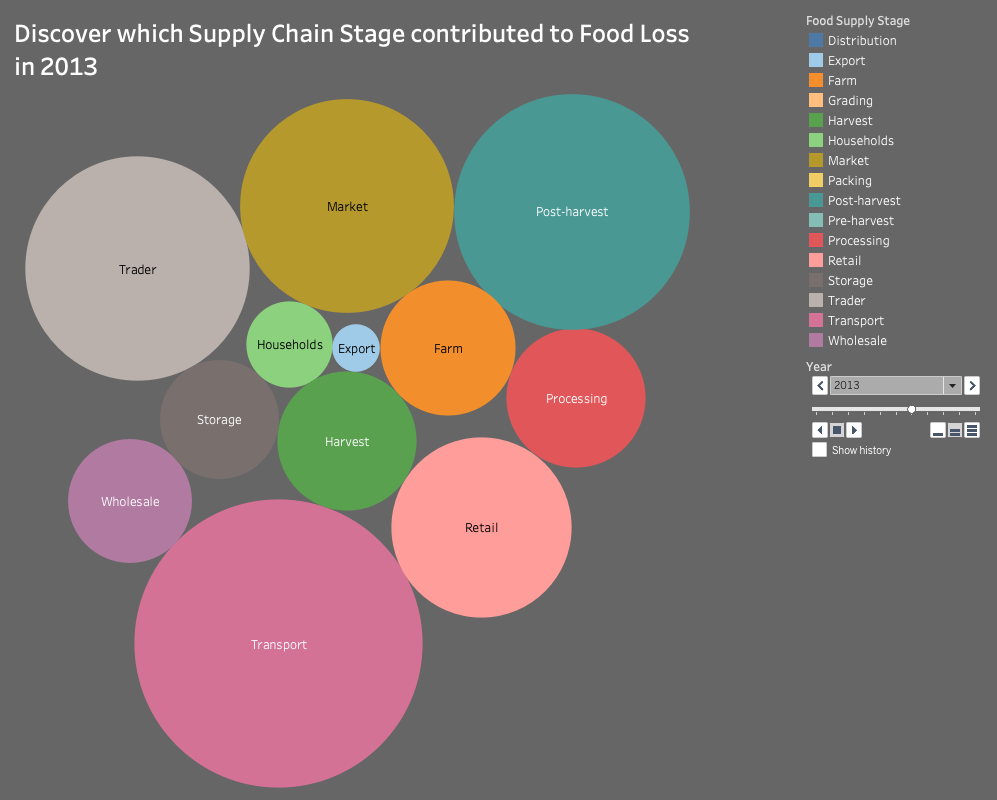 Discover which Supply Chain Stage contributed to Food Loss
in 2013
Market
Post-harvest
Trader
Households
Export
Farm
Processing
Storage
Harvest
Wholesale
Retail
Transport
Food Supply Stage
Distribution
Export
Farm
Grading
Harvest
Households
Market
Packing
Post-harvest
Pre-harvest
Processing
Retail
Storage
Trader
Transport
Wholesale
Year
2013
Show history